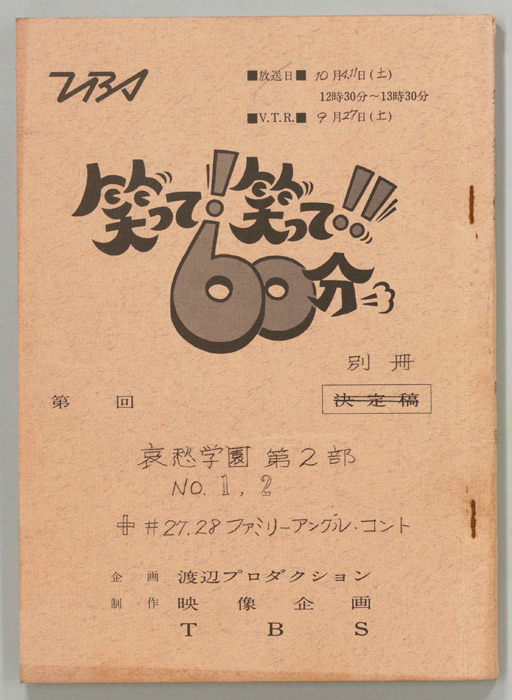 TBS
■放送日■ 10月4,11日(土)
12時30分～13時30分
■V.T.R.■ 9月27日(土)
笑って!笑って!!
60分
別冊
第 回
決定稿
哀愁学園 第2部
NO. 1, 2
+ #27.28 ファミリーアングル・コント
企画 渡辺プロダクション
制作 映像企画
TBS